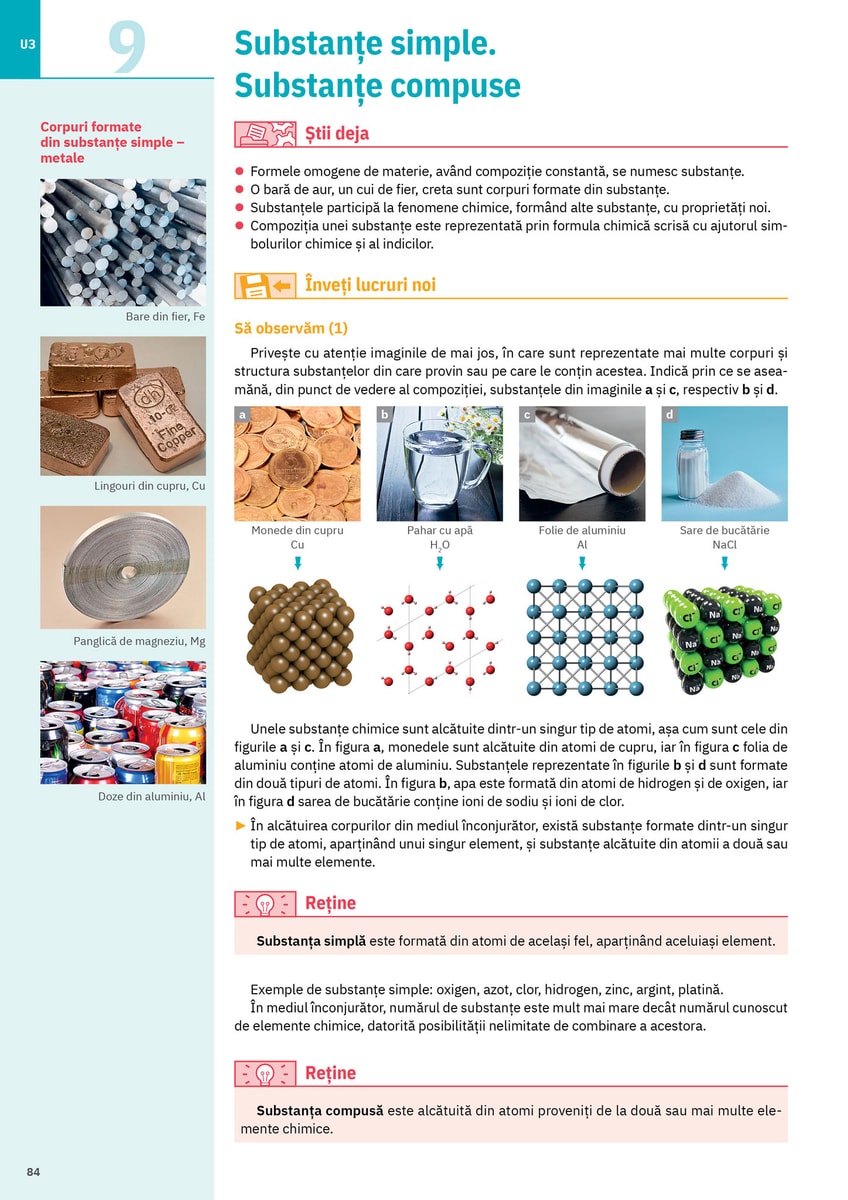 U3
9
Substanțe simple.
Substanțe compuse
Corpuri formate
din substanțe simple –
metale
Bare din fier, Fe
Fine
Copper
Lingouri din cupru, Cu
Panglică de magneziu, Mg
Doze din aluminiu, Al
Știi deja
● Formele omogene de materie, având compoziție constantă, se numesc substanțe.
● O bară de aur, un cui de fier, creta sunt corpuri formate din substanțe.
● Substanțele participă la fenomene chimice, formând alte substanțe, cu proprietăți noi.
● Compoziția unei substanțe este reprezentată prin formula chimică scrisă cu ajutorul sim-
bolurilor chimice și al indicilor.
Înveți lucruri noi
Să observăm (1)
Privește cu atenție imaginile de mai jos, în care sunt reprezentate mai multe corpuri și
structura substanțelor din care provin sau pe care le conțin acestea. Indică prin ce se asea-
mănă, din punct de vedere al compoziției, substanțele din imaginile a și c, respectiv b și d.
a b c d
Monede din cupru
Cu
Pahar cu apă
H₂O
Folie de aluminiu
Al
Sare de bucătărie
NaCl
Cl⁻ Na⁺
Unele substanțe chimice sunt alcătuite dintr-un singur tip de atomi, așa cum sunt cele din
figurile a și c. În figura a, monedele sunt alcătuite din atomi de cupru, iar în figura c folia de
aluminiu conține atomi de aluminiu. Substanțele reprezentate în figurile b și d sunt formate
din două tipuri de atomi. În figura b, apa este formată din atomi de hidrogen și de oxigen, iar
în figura d sarea de bucătărie conține ioni de sodiu și ioni de clor.
► În alcătuirea corpurilor din mediul înconjurător, există substanțe formate dintr-un singur
tip de atomi, aparținând unui singur element, și substanțe alcătuite din atomii a două sau
mai multe elemente.
Reține
Substanța simplă este formată din atomi de același fel, aparținând aceluiași element.
Exemple de substanțe simple: oxigen, azot, clor, hidrogen, zinc, argint, platină.
În mediul înconjurător, numărul de substanțe este mult mai mare decât numărul cunoscut
de elemente chimice, datorită posibilității nelimitate de combinare a acestora.
Reține
Substanța compusă este alcătuită din atomi proveniți de la două sau mai multe ele-
mente chimice.
84